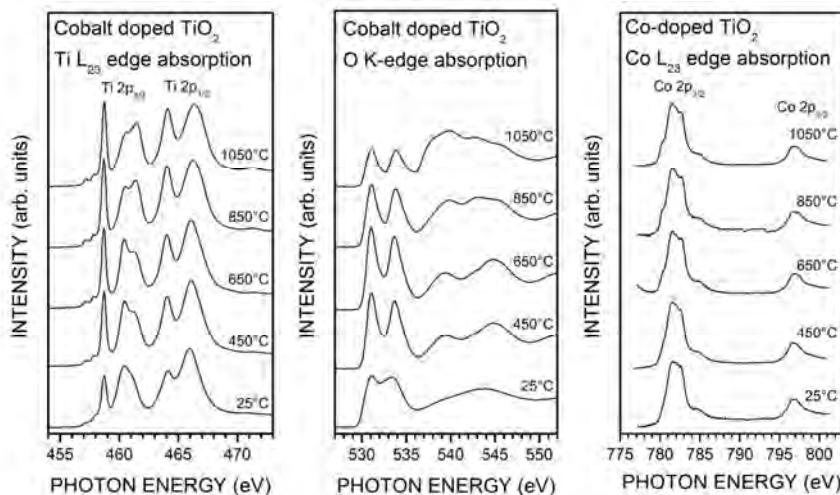 Cobalt doped TiO2
Ti L23 edge absorption
Ti 2p3/2
Ti 2p1/2
1050°C
850°C
650°C
450°C
25°C
INTENSITY (arb. units)
455 460 465 470
PHOTON ENERGY (eV)
Cobalt doped TiO2
O K-edge absorption
1050°C
850°C
650°C
450°C
25°C
INTENSITY (arb. units)
530 535 540 545 550
PHOTON ENERGY (eV)
Co-doped TiO2
Co L23 edge absorption
Co 2p3/2
Co 2p
1050°C
850°C
650°C
450°C
25°C
INTENSITY (arb. units)
775 780 785 790 795 800
PHOTON ENERGY (eV)